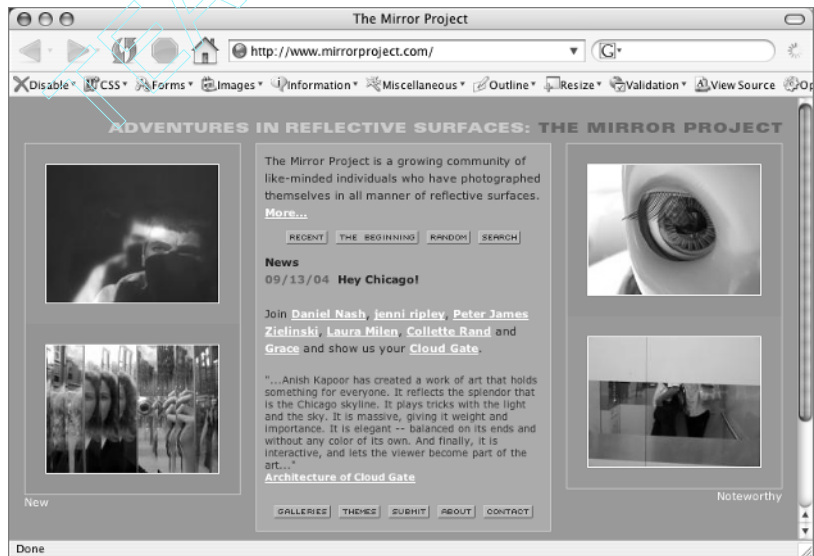 The Mirror Project
http://www.mirrorproject.com/
G
Disable CSS Forms Images Information Miscellaneous Outline Resize Validation View Source Op
ADVENTURES IN REFLECTIVE SURFACES: THE MIRROR PROJECT
The Mirror Project is a growing community of
like-minded individuals who have photographed
themselves in all manner of reflective surfaces.
More...
RECENT THE BEGINNING RANDOM SEARCH
News
09/13/04 Hey Chicago!
Join Daniel Nash, jenni ripley, Peter James
Zielinski, Laura Milen, Collette Rand and
Grace and show us your Cloud Gate.
"...Anish Kapoor has created a work of art that holds
something for everyone. It reflects the splendor that
is the Chicago skyline. It plays tricks with the light
and the sky. It is massive, giving it weight and
importance. It is elegant -- balanced on its ends and
without any color of its own. And finally, it is
interactive, and lets the viewer become part of the
art..."
Architecture of Cloud Gate
GALLERIES THEMES SUBMIT ABOUT CONTACT
New
Noteworthy
Done